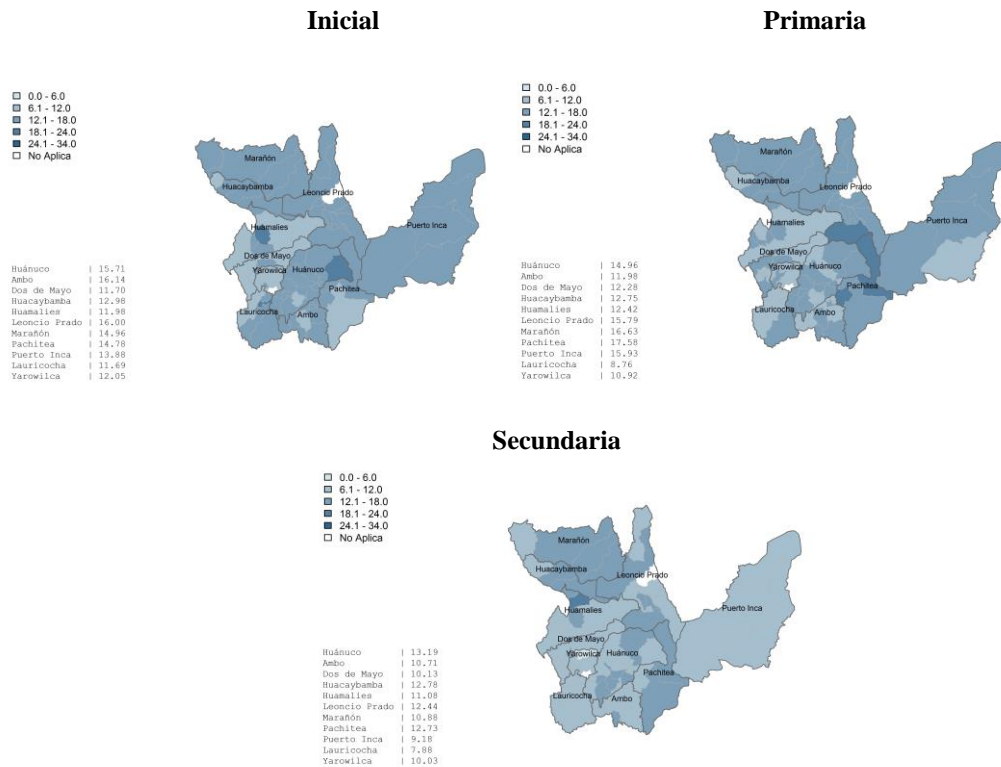 Inicial
0.0 - 6.0
6.1 - 12.0
12.1 - 18.0
18.1 - 24.0
24.1 - 34.0
No Aplica
Marañón
Huacaybamba
Leoncio Prado
Huamalies
Puerto Inca
Dos de Mayo
Yarowilca
Huánuco
Pachitea
Lauricocha
Ambo
Huánuco | 15.71
Ambo | 16.14
Dos de Mayo | 11.70
Huacaybamba | 12.98
Huamalies | 11.98
Leoncio Prado | 16.00
Marañón | 14.96
Pachitea | 14.78
Puerto Inca | 13.88
Lauricocha | 11.69
Yarowilca | 12.05
Primaria
0.0 - 6.0
6.1 - 12.0
12.1 - 18.0
18.1 - 24.0
24.1 - 34.0
No Aplica
Marañón
Huacaybamba
Leoncio Prado
Huamalies
Puerto Inca
Dos de Mayo
Yarowilca
Huánuco
Pachitea
Lauricocha
Ambo
Huánuco | 14.96
Ambo | 11.98
Dos de Mayo | 12.28
Huacaybamba | 12.75
Huamalies | 12.42
Leoncio Prado | 15.79
Marañón | 16.63
Pachitea | 17.58
Puerto Inca | 15.93
Lauricocha | 8.76
Yarowilca | 10.92
Secundaria
0.0 - 6.0
6.1 - 12.0
12.1 - 18.0
18.1 - 24.0
24.1 - 34.0
No Aplica
Marañón
Huacaybamba
Leoncio Prado
Huamalies
Puerto Inca
Dos de Mayo
Yarowilca
Huánuco
Pachitea
Lauricocha
Ambo
Huánuco | 13.19
Ambo | 10.71
Dos de Mayo | 10.13
Huacaybamba | 12.78
Huamalies | 11.08
Leoncio Prado | 12.44
Marañón | 10.88
Pachitea | 12.73
Puerto Inca | 9.18
Lauricocha | 7.88
Yarowilca | 10.03